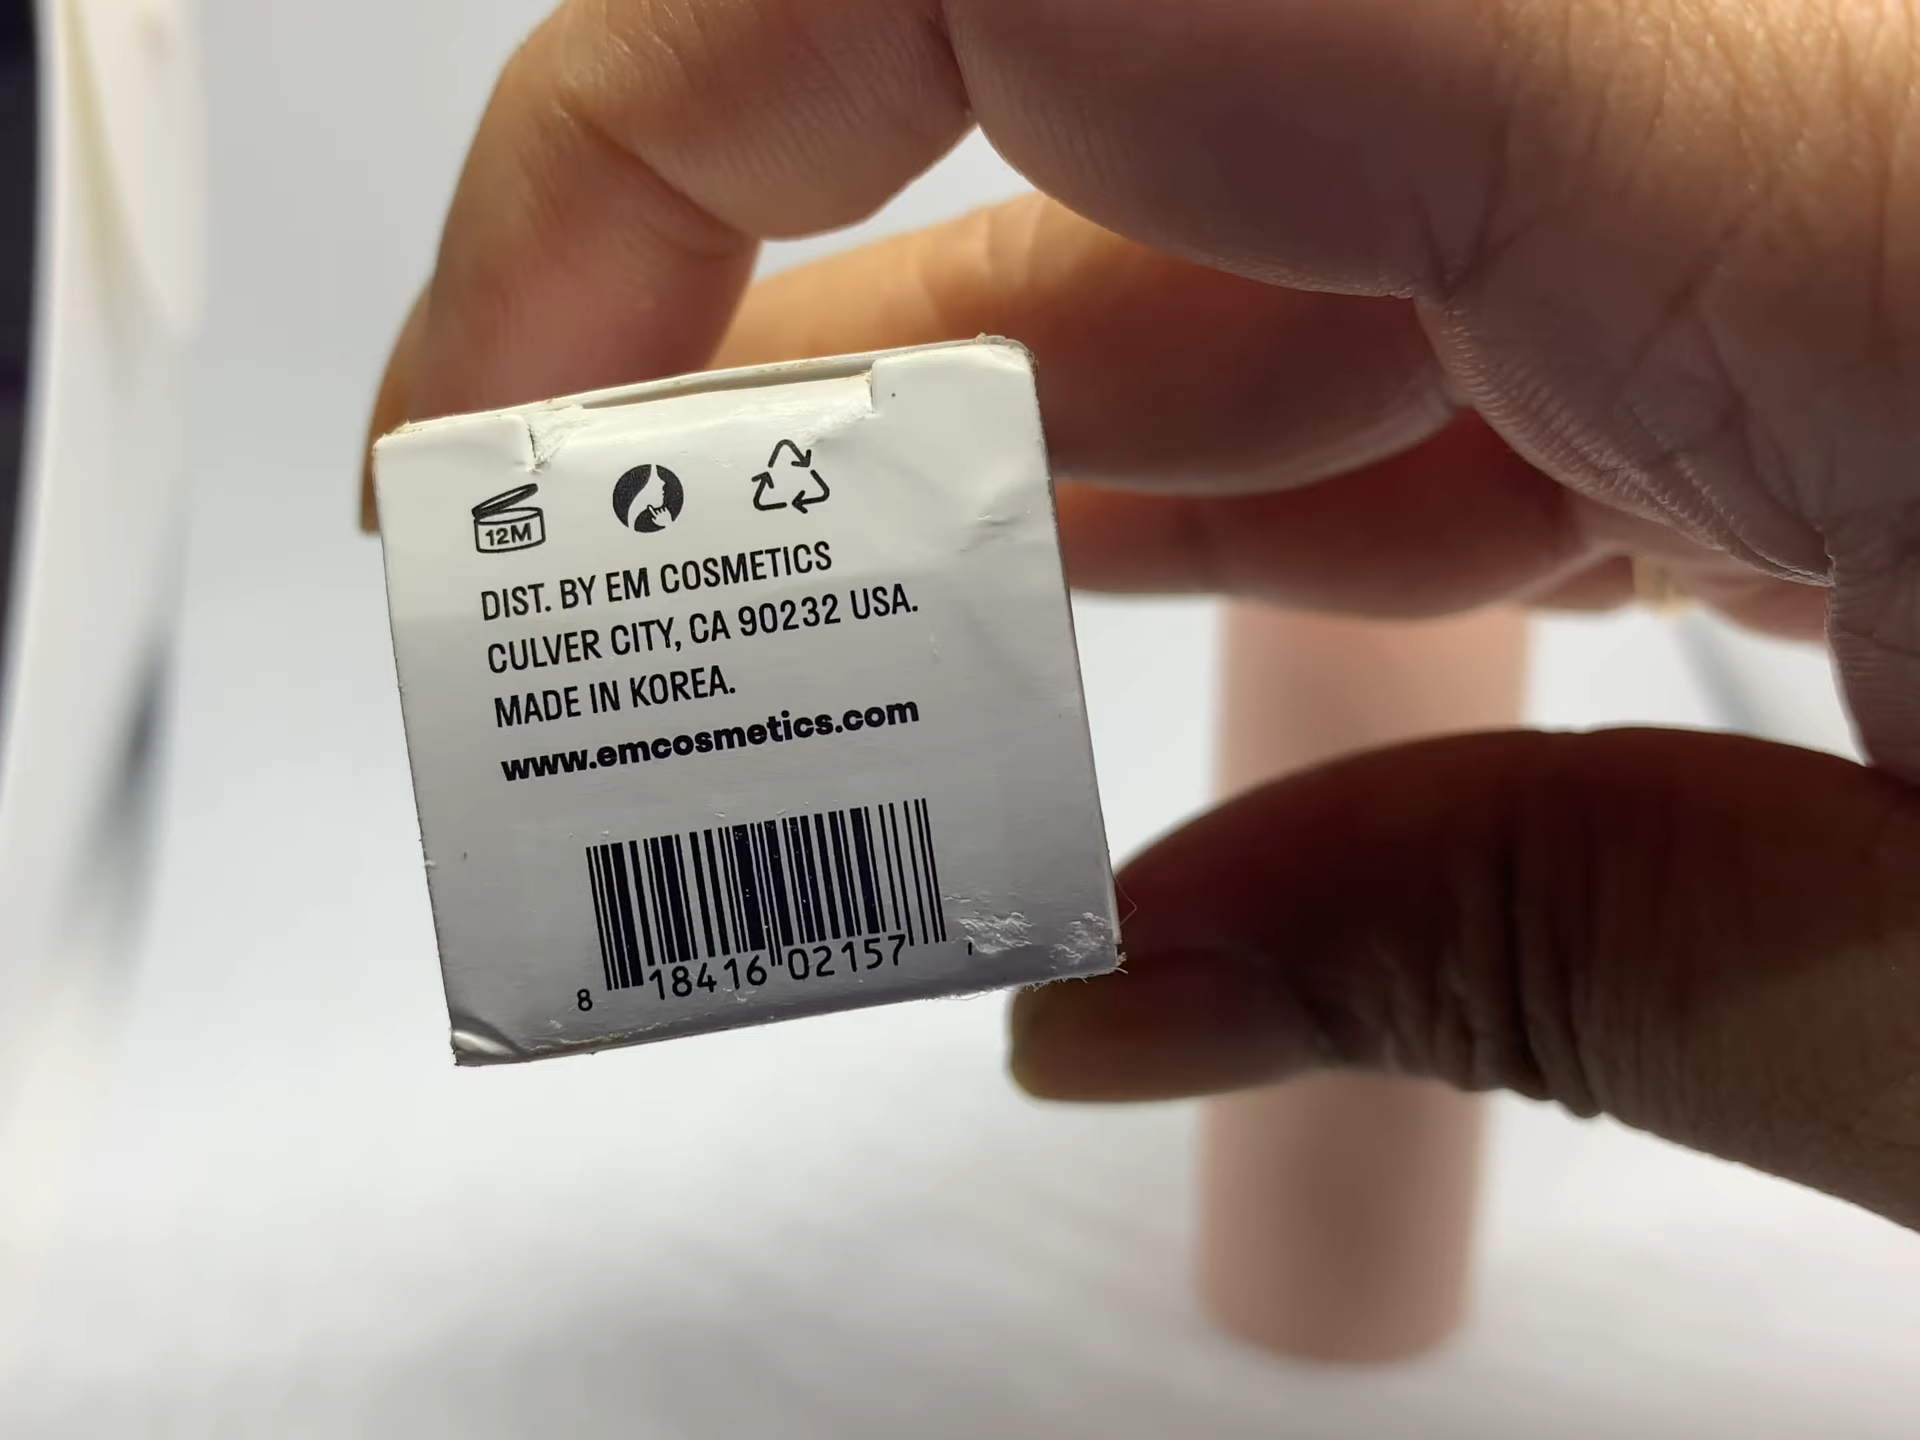 12M
DIST. BY EM COSMETICS
CULVER CITY, CA 90232 USA.
MADE IN KOREA.
www.emcosmetics.com
8 18416 02157